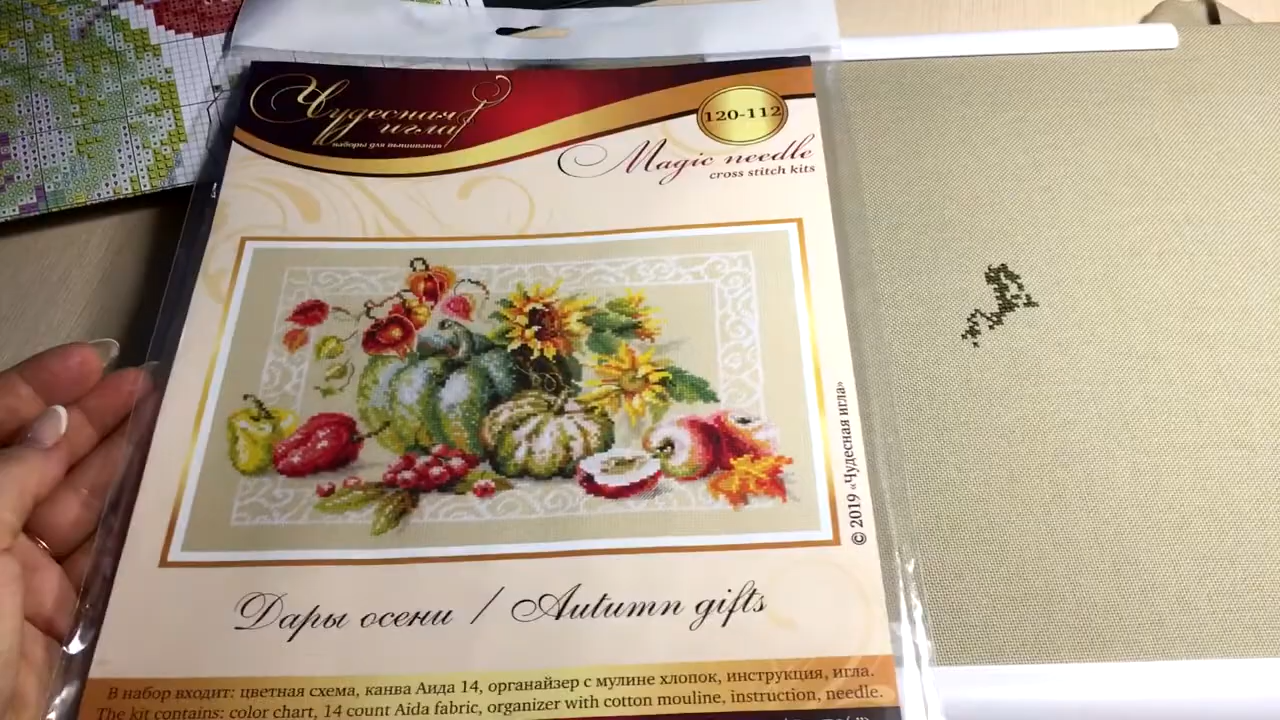 Чудесная
игла
наборы для вышивания
120-112
Magic needle
cross stitch kits
© 2019 «Чудесная игла»
Дары осени / Autumn gifts
В набор входит: цветная схема, канва Аида 14, органайзер с мулине хлопок, инструкция, игла.
The kit contains: color chart, 14 count Aida fabric, organizer with cotton mouline, instruction, needle.